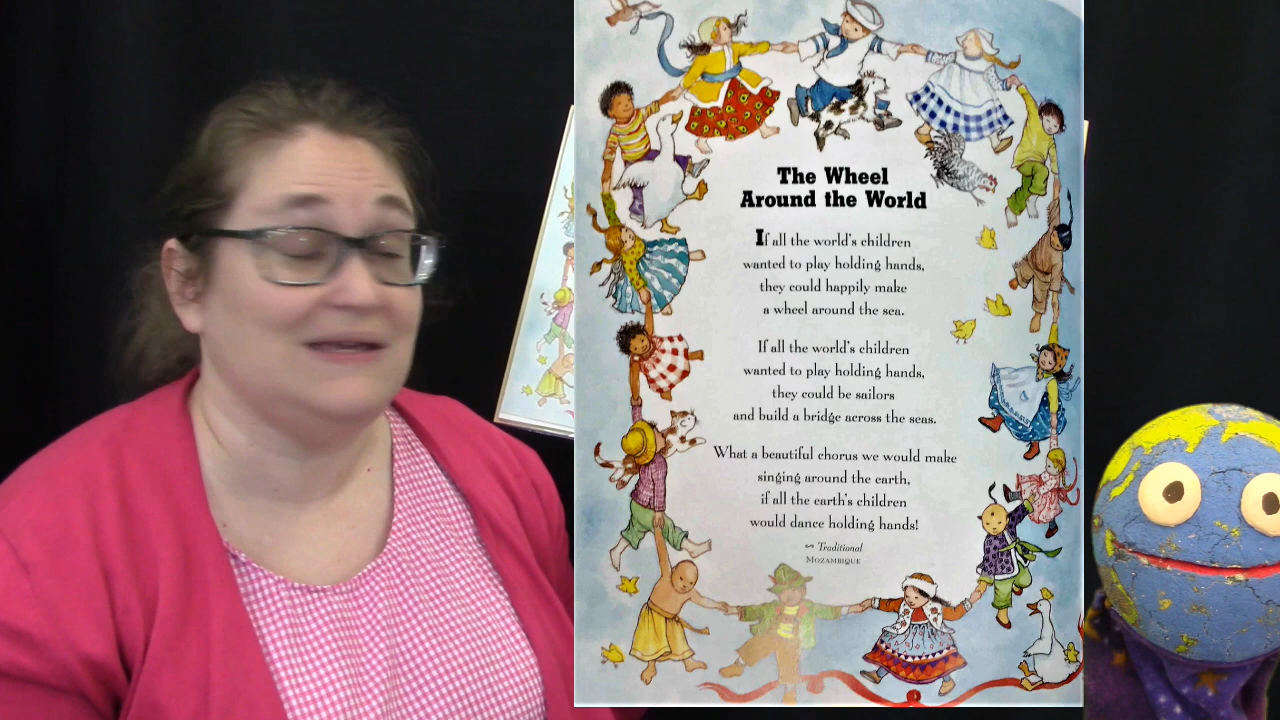 The Wheel
Around the World
If all the world's children
wanted to play holding hands,
they could happily make
a wheel around the sea.
If all the world's children
wanted to play holding hands,
they could be sailors
and build a bridge across the seas.
What a beautiful chorus we would make
singing around the earth,
if all the earth's children
would dance holding hands!
Traditional
MOZAMBIQUE